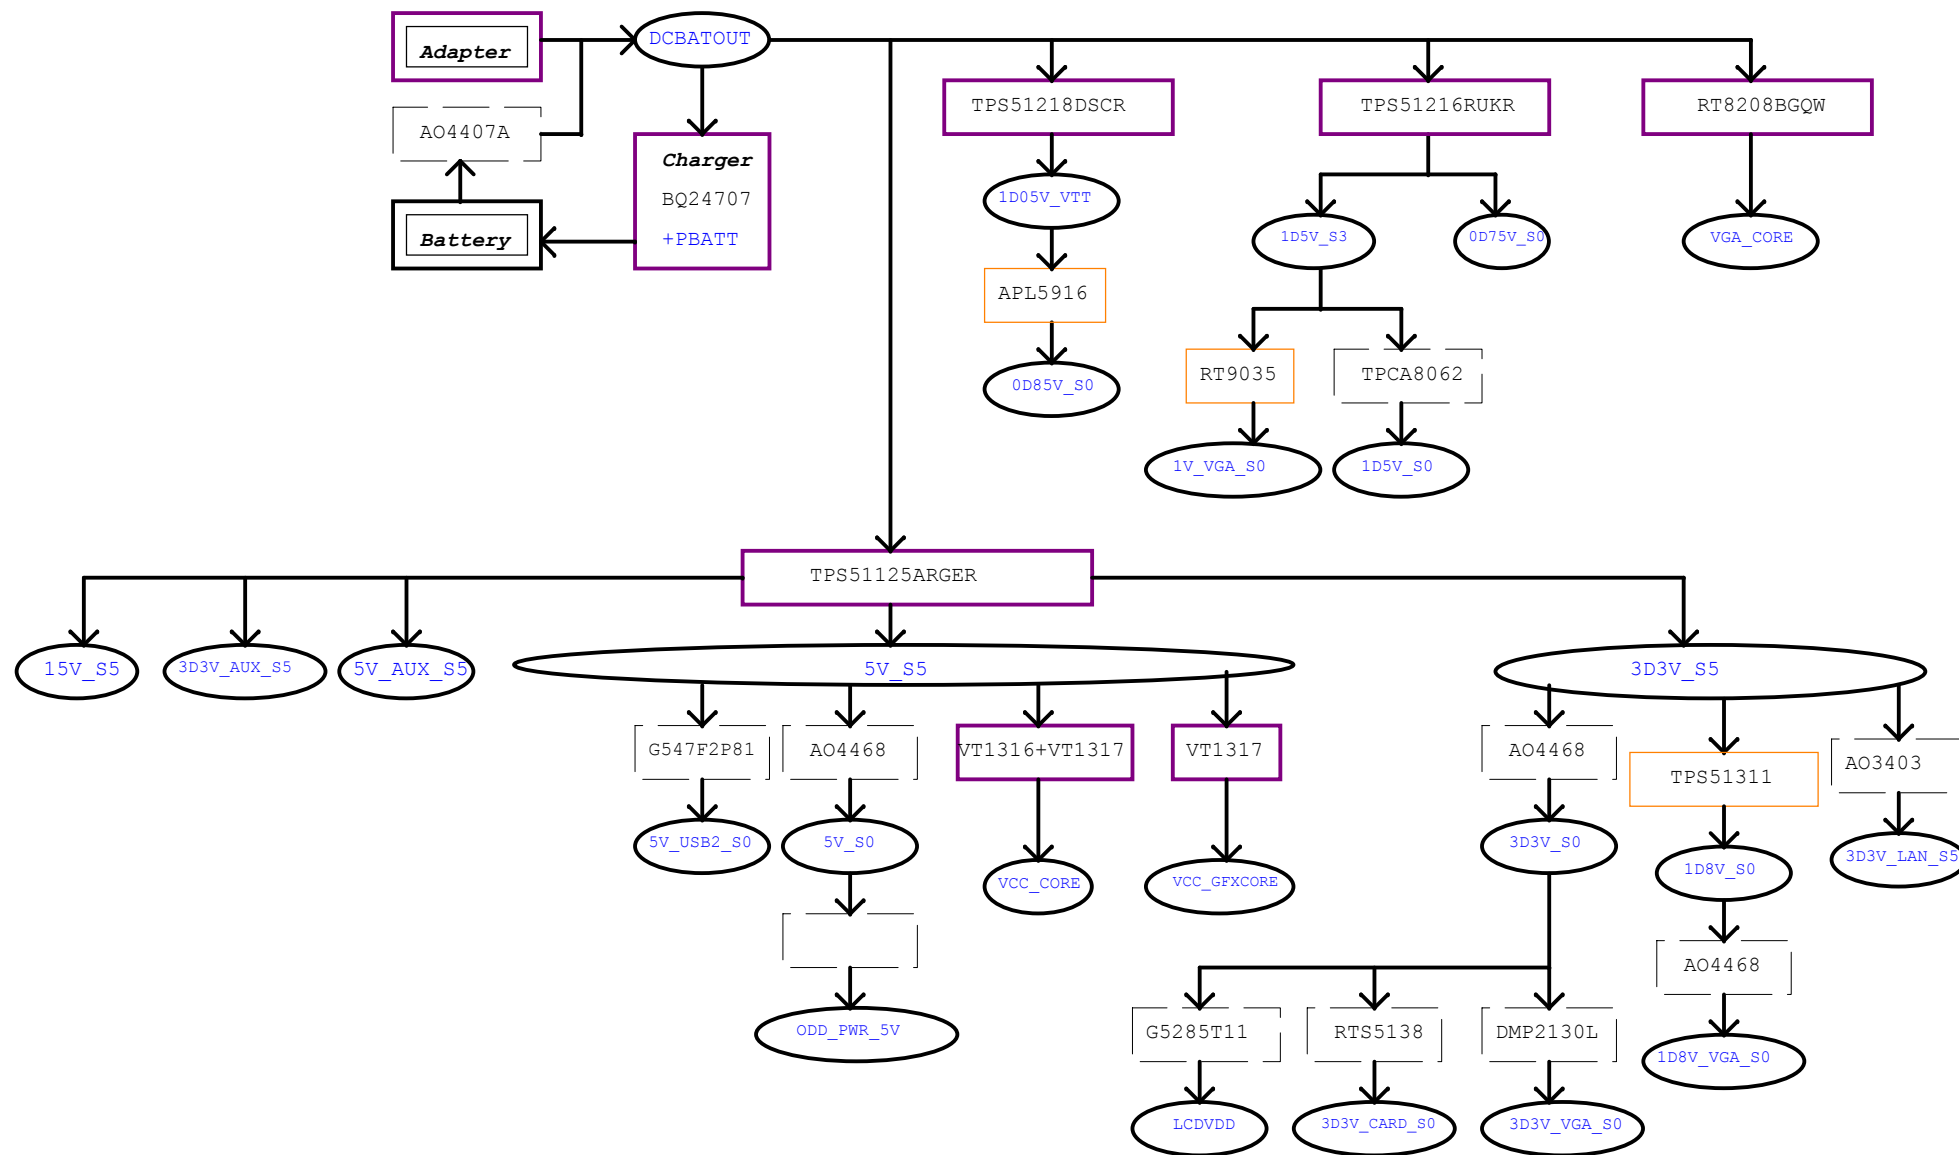 Adapter
DCBATOUT
AO4407A
Battery
Charger
BQ24707
+PBATT
TPS51218DSCR
1D05V_VTT
APL5916
0D85V_S0
TPS51216RUKR
1D5V_S3
0D75V_S0
RT9035
TPCA8062
1V_VGA_S0
1D5V_S0
RT8208BGQW
VGA_CORE
TPS51125ARGER
15V_S5
3D3V_AUX_S5
5V_AUX_S5
5V_S5
3D3V_S5
G547F2P81
AO4468
VT1316+VT1317
VT1317
AO4468
TPS51311
AO3403
5V_USB2_S0
5V_S0
VCC_CORE
VCC_GFXCORE
3D3V_S0
1D8V_S0
3D3V_LAN_S5
AO4468
ODD_PWR_5V
G5285T11
RTS5138
DMP2130L
1D8V_VGA_S0
LCDVDD
3D3V_CARD_S0
3D3V_VGA_S0